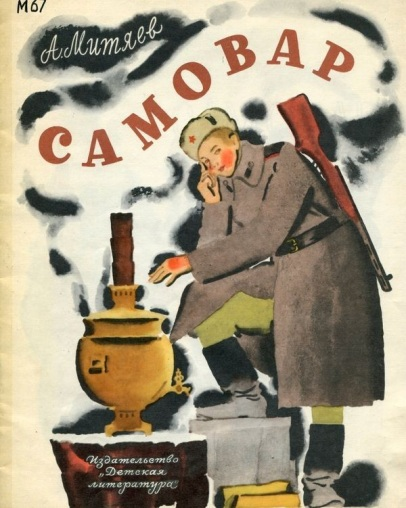 М67
А. Митяев
САМОВАР
Издательство
„Детская
литература"